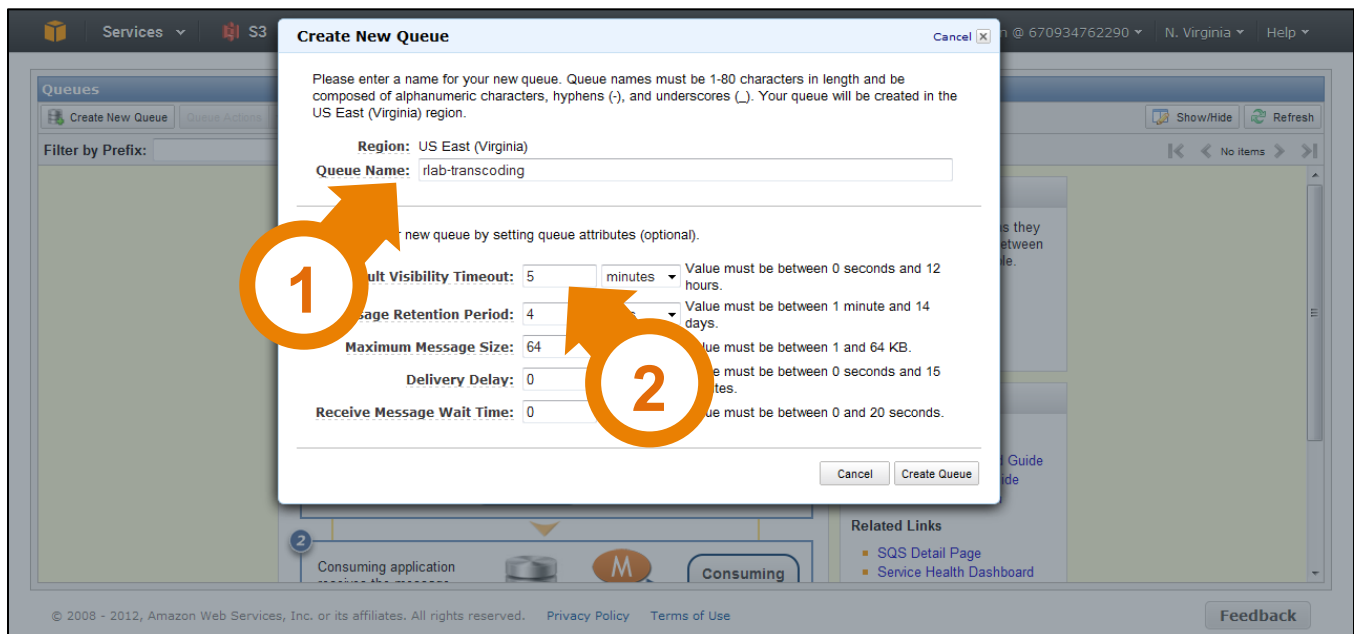 Services
S3
@ 670934762290
N. Virginia
Help
Create New Queue
Cancel
Please enter a name for your new queue. Queue names must be 1-80 characters in length and be
composed of alphanumeric characters, hyphens (-), and underscores (_). Your queue will be created in the
US East (Virginia) region.
Region: US East (Virginia)
Queue Name: rlab-transcoding
new queue by setting queue attributes (optional).
Visibility Timeout: 5 minutes Value must be between 0 seconds and 12
hours.
Retention Period: 4 Value must be between 1 minute and 14
days.
Maximum Message Size: 64 must be between 1 and 64 KB.
Delivery Delay: 0 must be between 0 seconds and 15
Receive Message Wait Time: 0 must be between 0 and 20 seconds.
Cancel
Create Queue
1
2
Queues
Create New Queue
Queue Actions
Show/Hide
Refresh
Filter by Prefix:
No items
they
Guide
Related Links
SQS Detail Page
Service Health Dashboard
2
Consuming application
M
Consuming
© 2008 - 2012, Amazon Web Services, Inc. or its affiliates. All rights reserved. Privacy Policy Terms of Use
Feedback